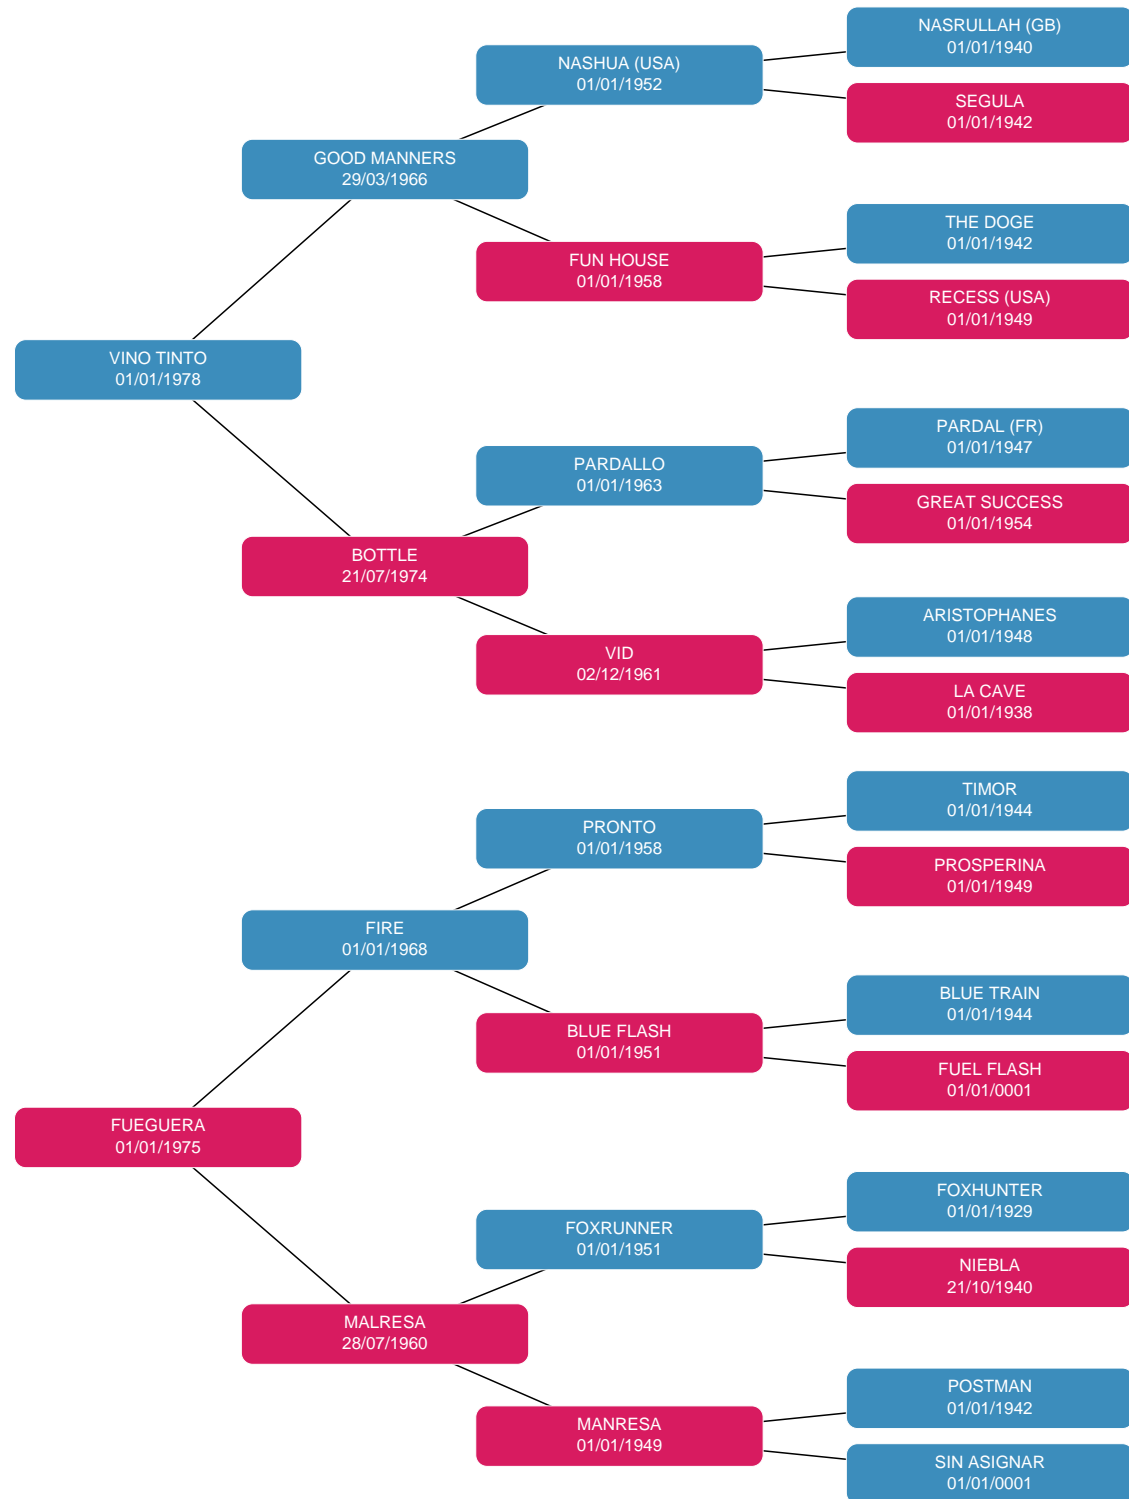 NASRULLAH (GB)
01/01/1940
NASHUA (USA)
01/01/1952
SEGULA
01/01/1942
GOOD MANNERS
29/03/1966
THE DOGE
01/01/1942
FUN HOUSE
01/01/1958
RECESS (USA)
01/01/1949
VINO TINTO
01/01/1978
PARDAL (FR)
01/01/1947
PARDALLO
01/01/1963
GREAT SUCCESS
01/01/1954
BOTTLE
21/07/1974
ARISTOPHANES
01/01/1948
VID
02/12/1961
LA CAVE
01/01/1938
TIMOR
01/01/1944
PRONTO
01/01/1958
PROSPERINA
01/01/1949
FIRE
01/01/1968
BLUE TRAIN
01/01/1944
BLUE FLASH
01/01/1951
FUEL FLASH
01/01/0001
FUEGUERA
01/01/1975
FOXHUNTER
01/01/1929
FOXRUNNER
01/01/1951
NIEBLA
21/10/1940
MALRESA
28/07/1960
POSTMAN
01/01/1942
MANRESA
01/01/1949
SIN ASIGNAR
01/01/0001